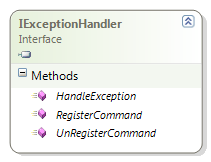 IExceptionHandler
Interface
Methods
HandleException
RegisterCommand
UnRegisterCommand